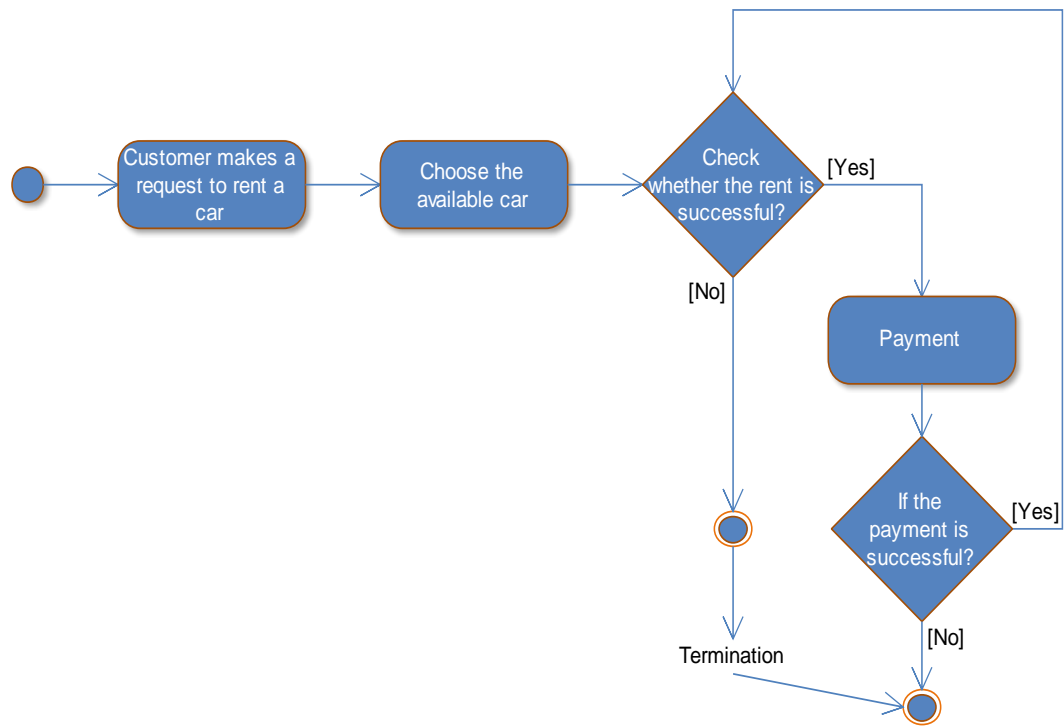 Customer makes a
request to rent a
car
Choose the
available car
Check
whether the rent is
successful?
[Yes]
[No]
Payment
If the
payment is
successful?
[Yes]
[No]
Termination